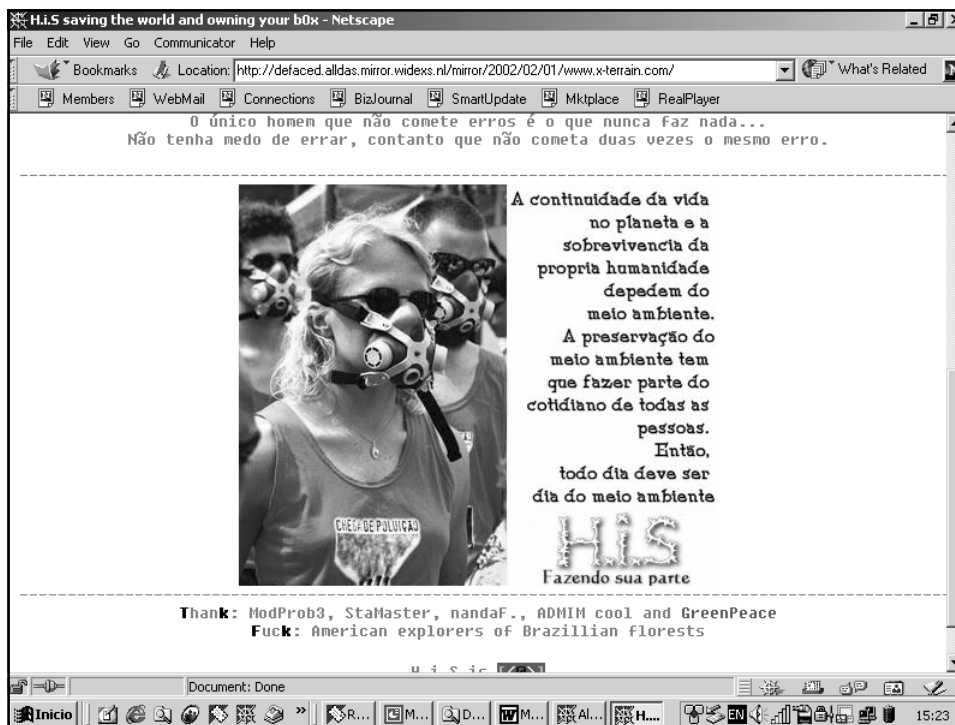 H.i.S saving the world and owning your b0x - Netscape
File Edit View Go Communicator Help
Bookmarks Location: http://defaced.alldas.mirror.widexs.nl/mirror/2002/02/01/www.x-terrain.com/ What's Related
Members WebMail Connections BizJournal SmartUpdate Mktplace RealPlayer
O único homem que não comete erros é o que nunca faz nada...
Não tenha medo de errar, contanto que não cometa duas vezes o mesmo erro.
A continuidade da vida
no planeta e a
sobrevivencia da
propria humanidade
depedem do
meio ambiente.
A preservação do
meio ambiente tem
que fazer parte do
cotidiano de todas as
pessoas.
Então,
todo dia deve ser
dia do meio ambiente
CHEGA DE POLUIÇÃO
H.i.S
Fazendo sua parte
Thank: ModProb3, StaMaster, nandaF., ADMIM cool and GreenPeace
Fuck: American explorers of Brazillian florests
H.i.S is
Document: Done
Inicio » R... M... D... M... Al... H.... EN 15:23